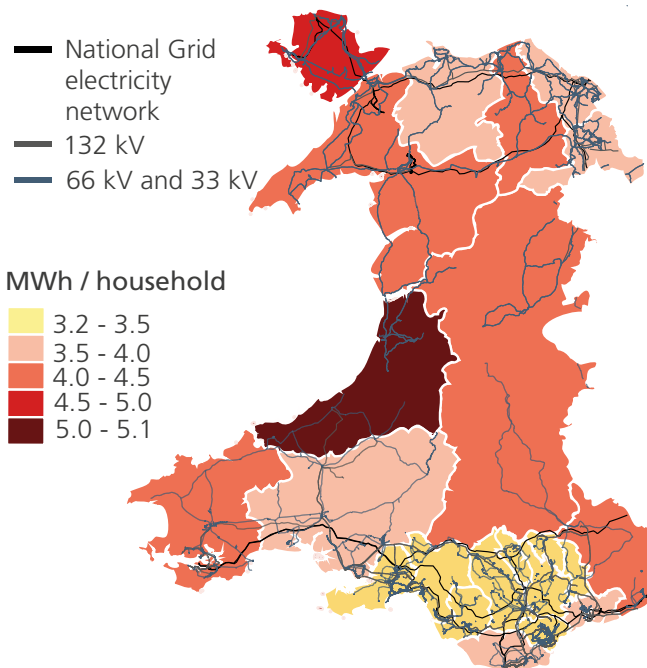 National Grid
electricity
network
132 kV
66 kV and 33 kV
MWh / household
3.2 - 3.5
3.5 - 4.0
4.0 - 4.5
4.5 - 5.0
5.0 - 5.1